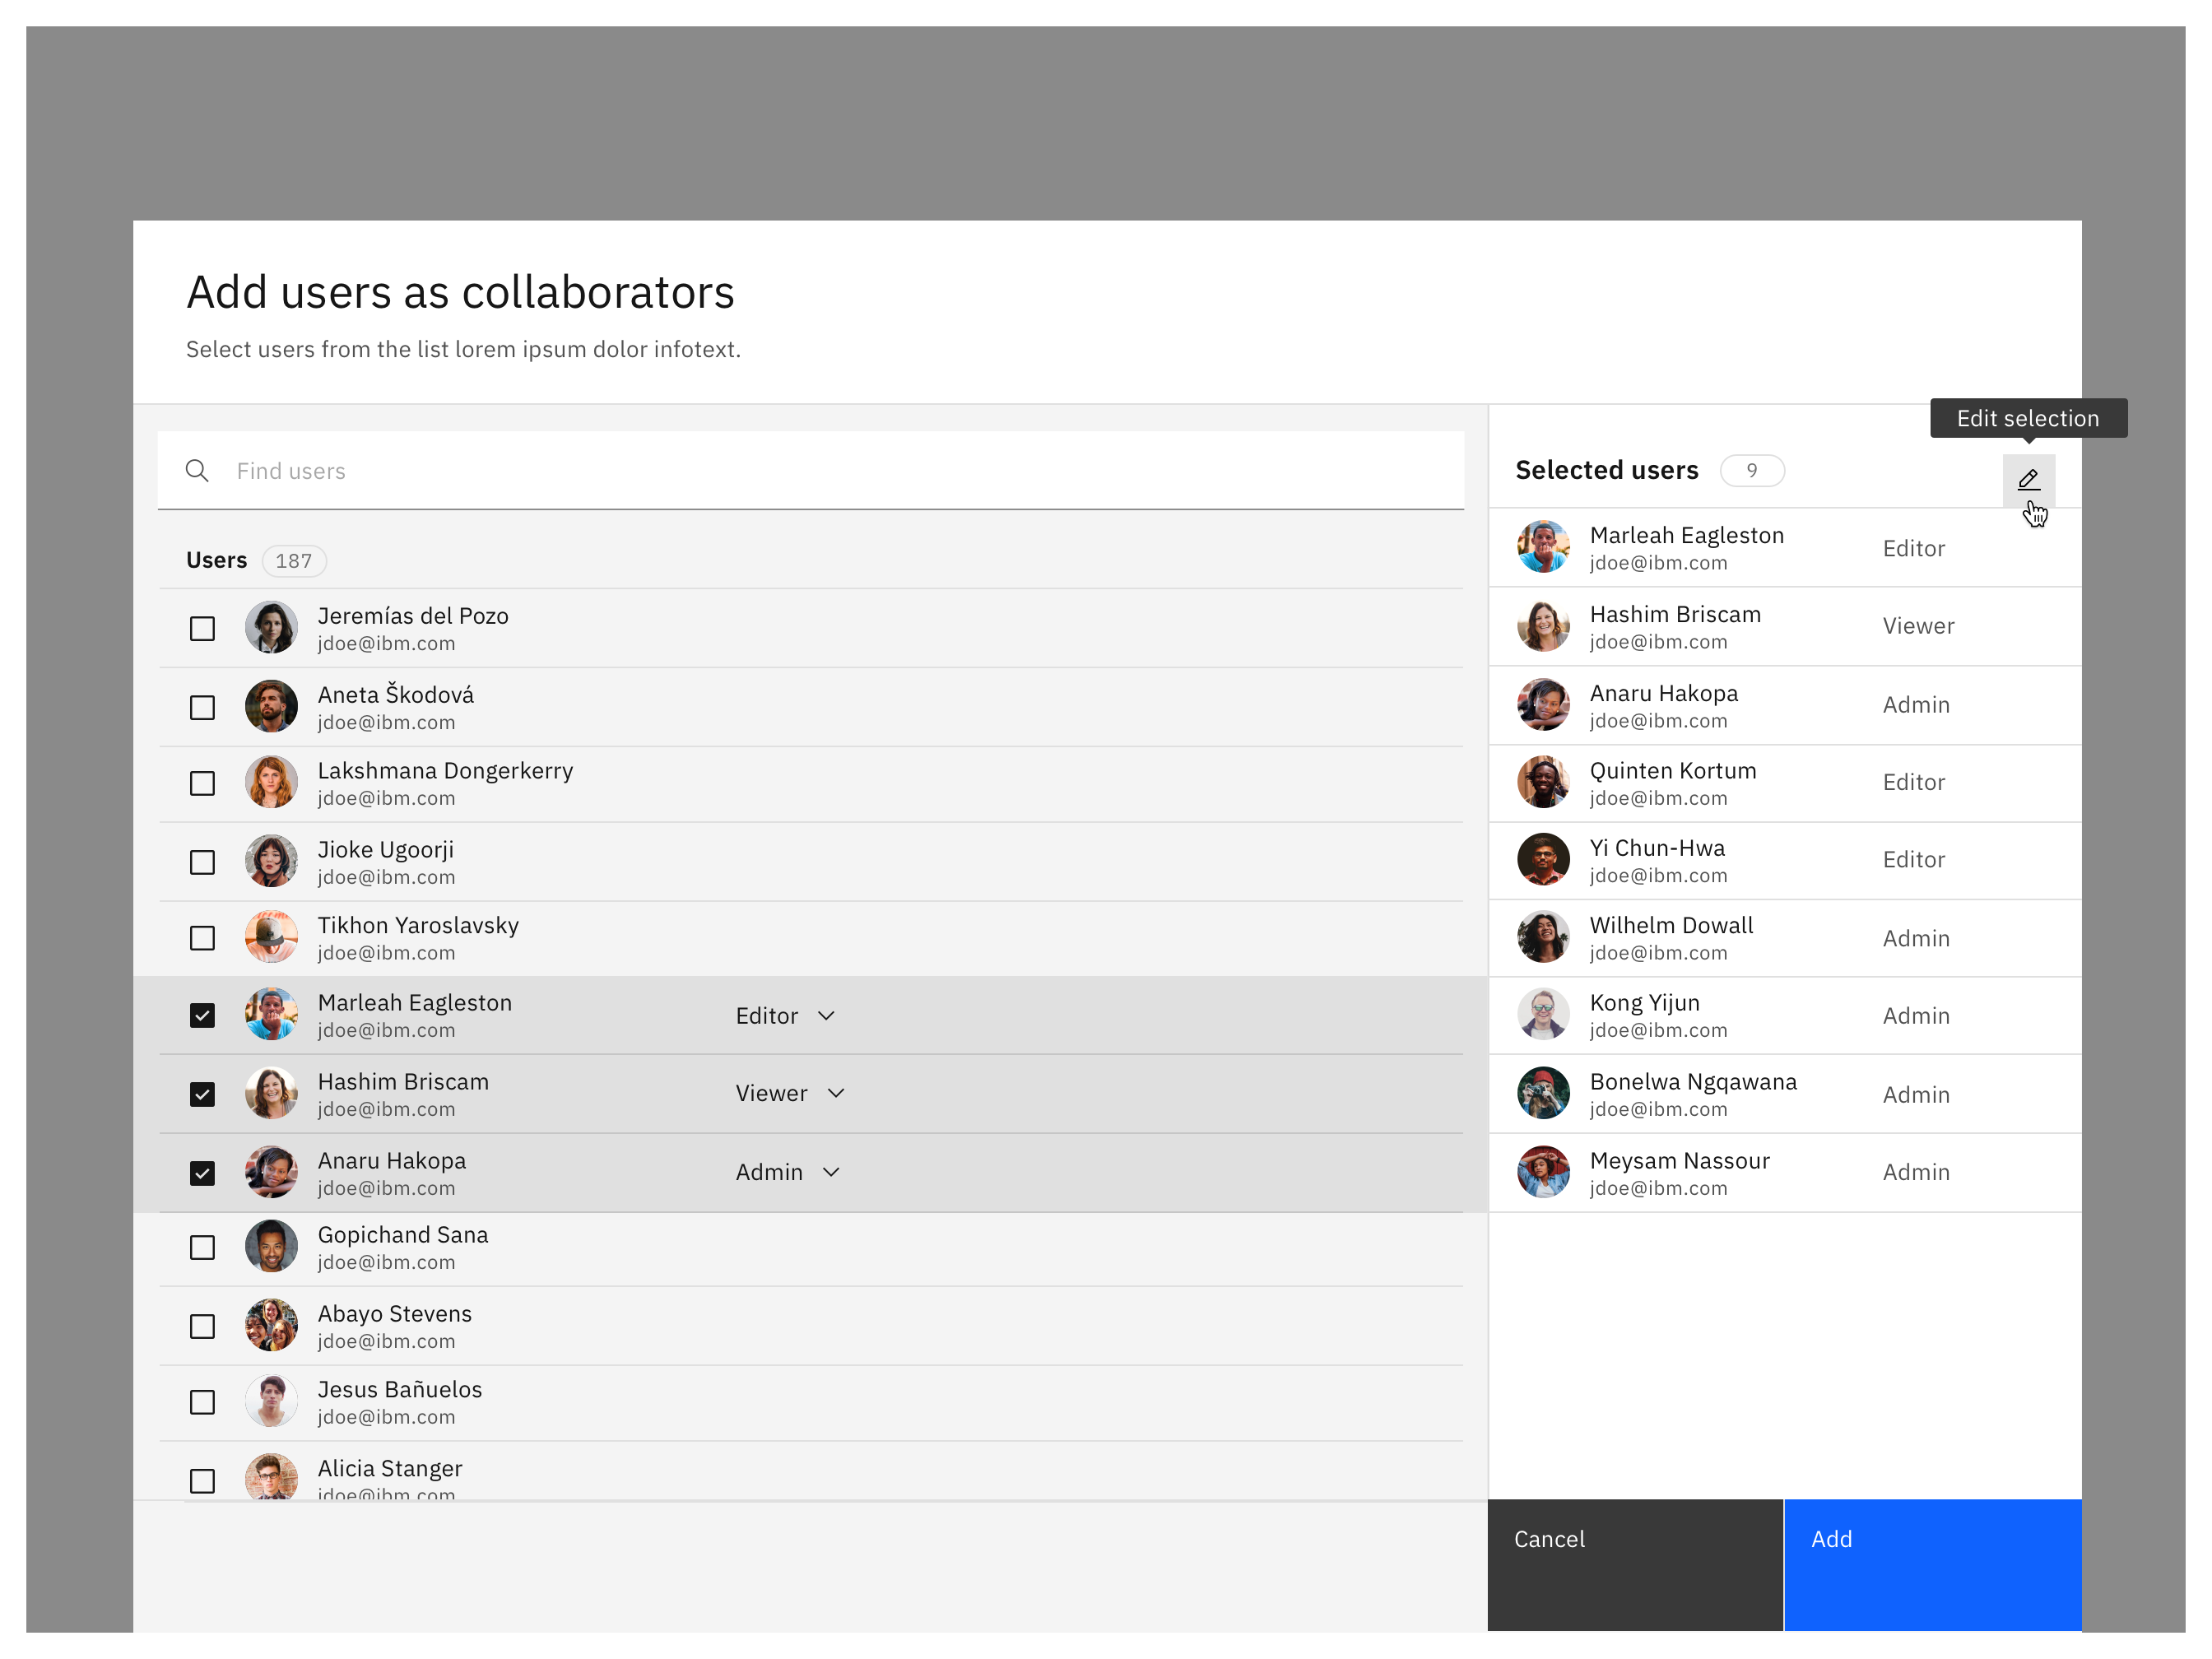 Add users as collaborators
Select users from the list lorem ipsum dolor infotext.
Find users
Users 187
Jeremías del Pozo
jdoe@ibm.com
Aneta Škodová
jdoe@ibm.com
Lakshmana Dongerkerry
jdoe@ibm.com
Jioke Ugoorji
jdoe@ibm.com
Tikhon Yaroslavsky
jdoe@ibm.com
Marleah Eagleston
jdoe@ibm.com
Editor
Hashim Briscam
jdoe@ibm.com
Viewer
Anaru Hakopa
jdoe@ibm.com
Admin
Gopichand Sana
jdoe@ibm.com
Abayo Stevens
jdoe@ibm.com
Jesus Bañuelos
jdoe@ibm.com
Alicia Stanger
jdoe@ibm.com
Edit selection
Selected users 9
Marleah Eagleston
jdoe@ibm.com
Editor
Hashim Briscam
jdoe@ibm.com
Viewer
Anaru Hakopa
jdoe@ibm.com
Admin
Quinten Kortum
jdoe@ibm.com
Editor
Yi Chun-Hwa
jdoe@ibm.com
Editor
Wilhelm Dowall
jdoe@ibm.com
Admin
Kong Yijun
jdoe@ibm.com
Admin
Bonelwa Ngqawana
jdoe@ibm.com
Admin
Meysam Nassour
jdoe@ibm.com
Admin
Cancel
Add